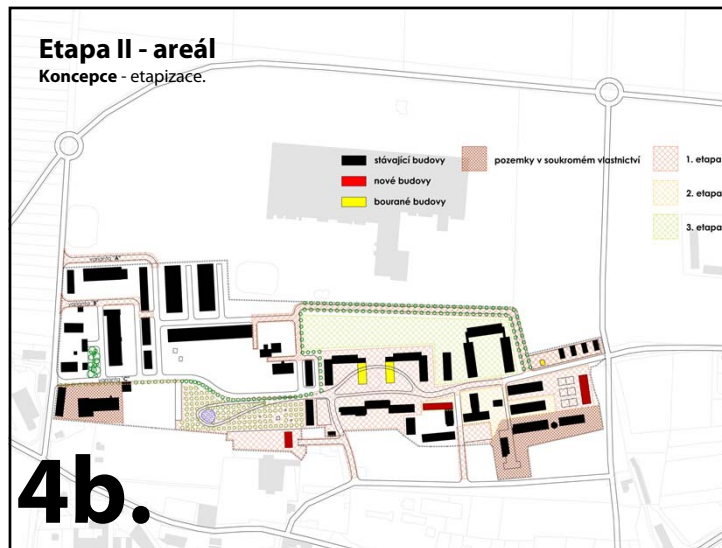 Etapa II - areál
Koncepce - etapizace.
stávající budovy
pozemky v soukromém vlastnictví
1. etapa
nové budovy
2. etapa
bourané budovy
3. etapa
varianta "A"
4b.